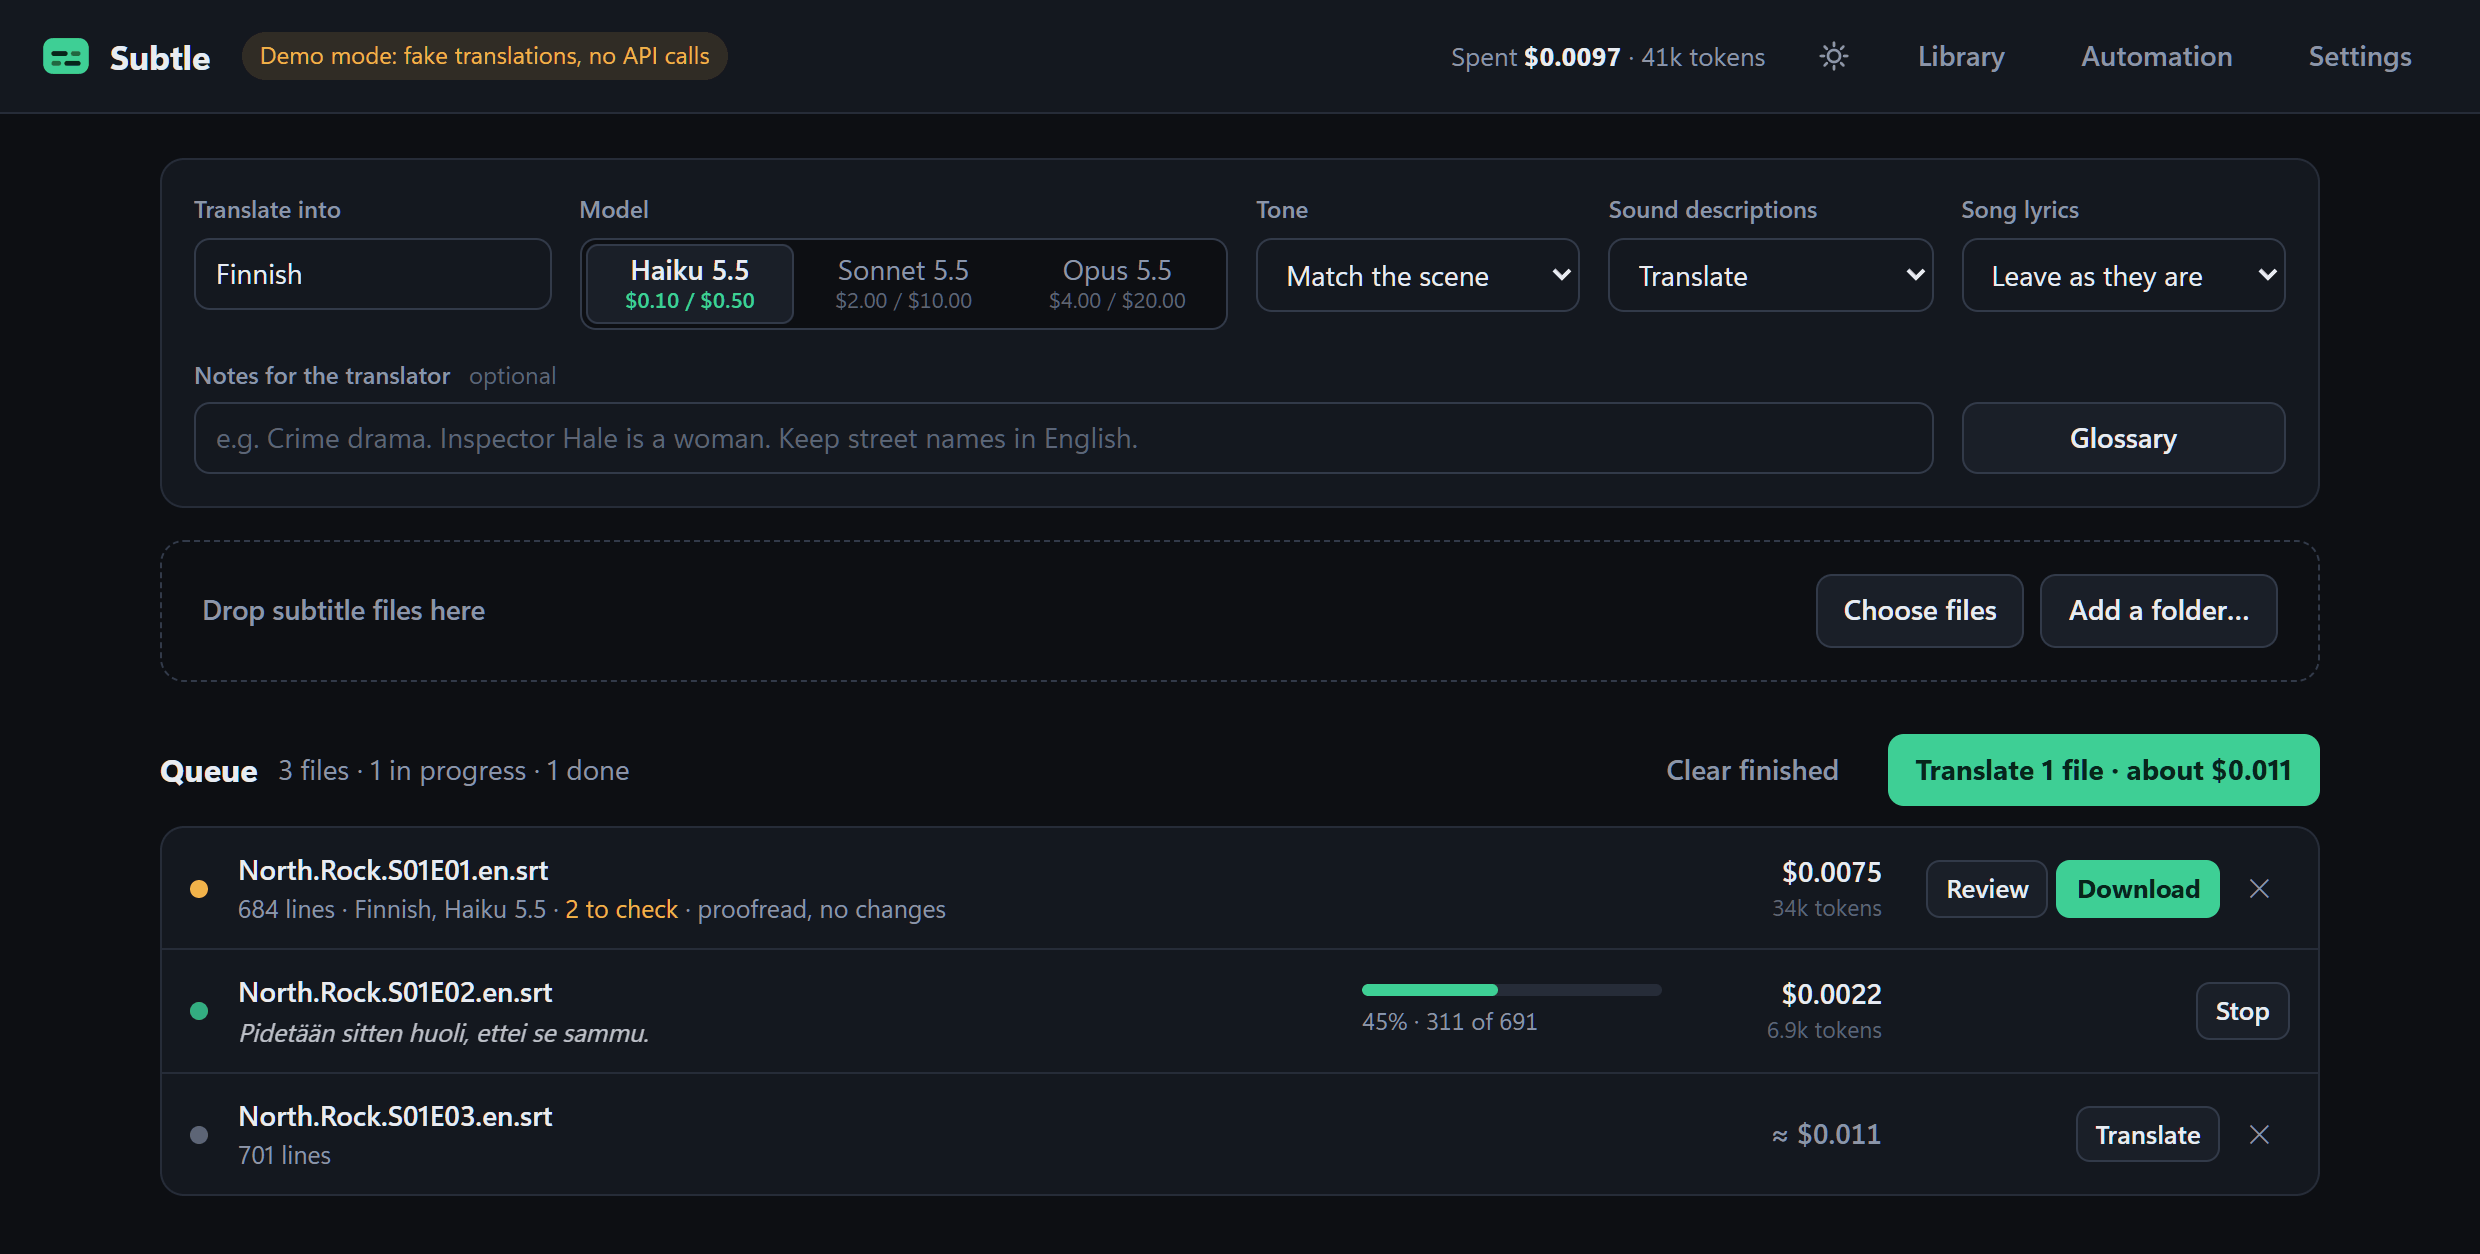 Subtle
Demo mode: fake translations, no API calls
Spent $0.0097 · 41k tokens
Library
Automation
Settings
Translate into
Model
Tone
Sound descriptions
Song lyrics
Finnish
Haiku 5.5
$0.10 / $0.50
Sonnet 5.5
$2.00 / $10.00
Opus 5.5
$4.00 / $20.00
Match the scene
Translate
Leave as they are
Notes for the translator optional
e.g. Crime drama. Inspector Hale is a woman. Keep street names in English.
Glossary
Drop subtitle files here
Choose files
Add a folder...
Queue 3 files · 1 in progress · 1 done
Clear finished
Translate 1 file · about $0.011
North.Rock.S01E01.en.srt
684 lines · Finnish, Haiku 5.5 · 2 to check · proofread, no changes
$0.0075
34k tokens
Review
Download
North.Rock.S01E02.en.srt
Pidetään sitten huoli, ettei se sammu.
45% · 311 of 691
$0.0022
6.9k tokens
Stop
North.Rock.S01E03.en.srt
701 lines
≈ $0.011
Translate